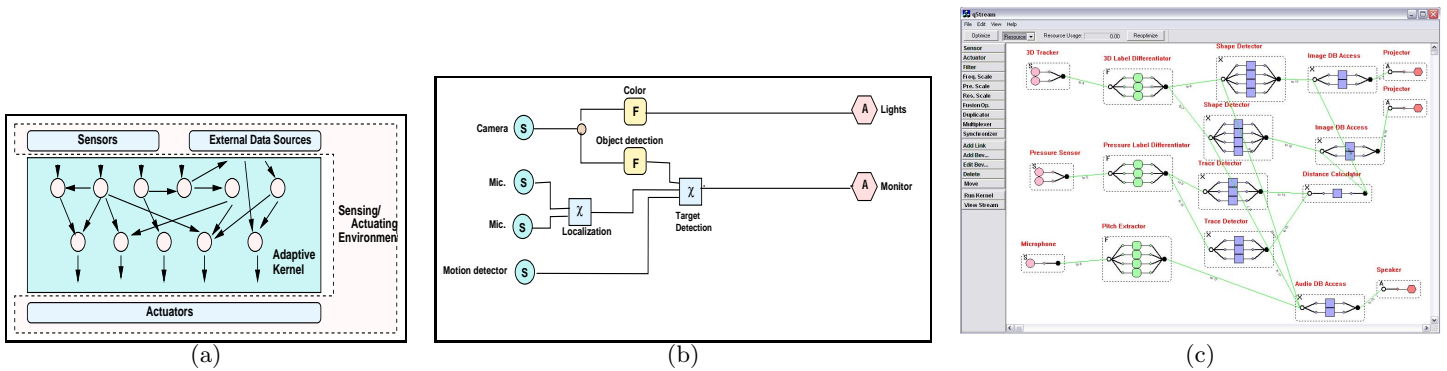 Sensors
External Data Sources
Sensing/
Actuating
Environment
Adaptive
Kernel
Actuators
(a)
Color
F
A
Lights
Camera
S
Object detection
F
Mic.
S
A
Monitor
χ
χ
Mic.
S
Localization
Target
Detection
Motion detector
S
(b)
qStream
File Edit View Help
Optimize Resource Resource Usage: 0.00 Reoptimize
Sensor
Actuator
Filter
Freq. Scale
Pre. Scale
Res. Scale
FusionOp.
Duplicator
Multiplexer
Synchronizer
Add Link
Add Bev...
Edit Bev...
Delete
Move
Run Kernel
View Stream
3D Tracker
S
3D Label Differentiator
F
Shape Detector
X
Image DB Access
X
Projector
A
Projector
A
Shape Detector
X
Image DB Access
X
Pressure Sensor
S
Pressure Label Differentiator
F
Trace Detector
X
Distance Calculator
X
Trace Detector
X
Microphone
S
Pitch Extractor
F
Audio DB Access
X
Speaker
A
(c)